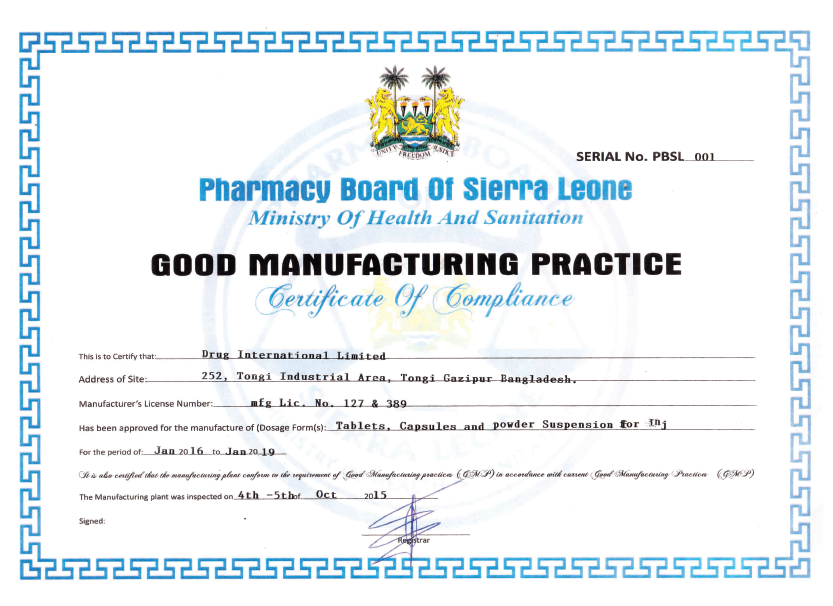 UNITY FREEDOM JUSTICE
SERIAL No. PBSL 001
Pharmacy Board Of Sierra Leone
Ministry Of Health And Sanitation
GOOD MANUFACTURING PRACTICE
Certificate Of Compliance
This is to Certify that: Drug International Limited
Address of Site: 252, Tongi Industrial Area, Tongi Gazipur Bangladesh.
Manufacturer's License Number: mfg Lic. No. 127 & 389
Has been approved for the manufacture of (Dosage Form(s): Tablets, Capsules and powder Suspension for Inj
For the period of: Jan 2016 to Jan 2019
It is also certified that the manufacturing plant conform to the requirement of Good Manufacturing practices (GMP) in accordance with current Good Manufacturing Practices (GMP)
The Manufacturing plant was inspected on 4th -5th of Oct 2015
Signed:
Registrar